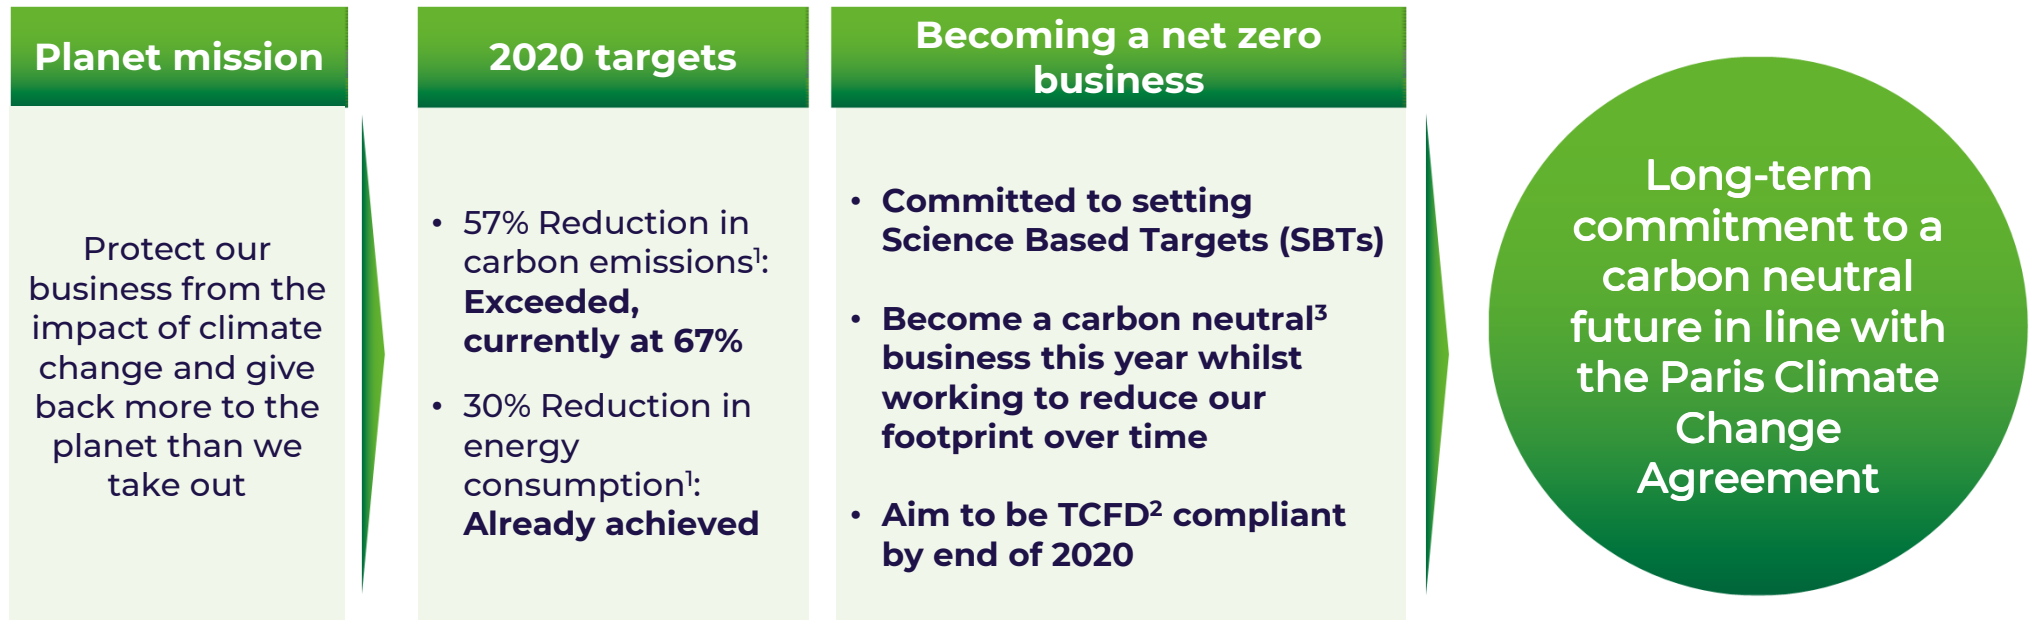 Planet mission
Protect our
business from the
impact of climate
change and give
back more to the
planet than we
take out
2020 targets
• 57% Reduction in
carbon emissions¹:
Exceeded,
currently at 67%
• 30% Reduction in
energy
consumption¹:
Already achieved
Becoming a net zero
business
• Committed to setting
Science Based Targets (SBTs)
• Become a carbon neutral³
business this year whilst
working to reduce our
footprint over time
• Aim to be TCFD² compliant
by end of 2020
Long-term
commitment to a
carbon neutral
future in line with
the Paris Climate
Change
Agreement